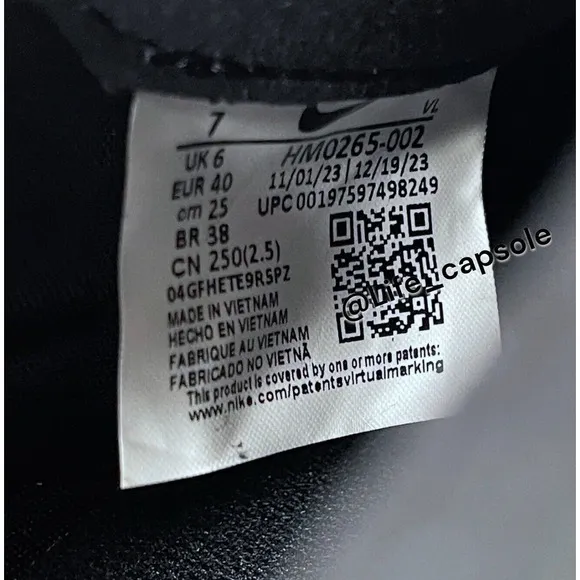 7
VL
UK 6
HM0265-002
EUR 40
11/01/23 | 12/19/23
cm 25
UPC 00197597498249
BR 38
CN 250(2.5)
04GFHETE9R5PZ
MADE IN VIETNAM
HECHO EN VIETNAM
FABRIQUE AU VIETNAM
FABRICADO NO VIETNÃ
This product is covered by one or more patents:
www.nike.com/patentsvirtualmarking